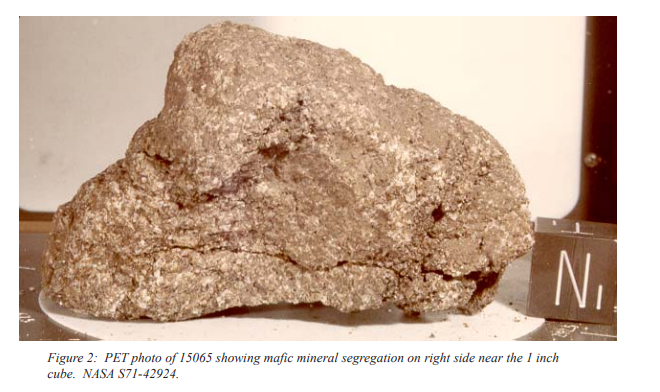 N1
Figure 2: PET photo of 15065 showing mafic mineral segregation on right side near the 1 inch
cube. NASA S71-42924.